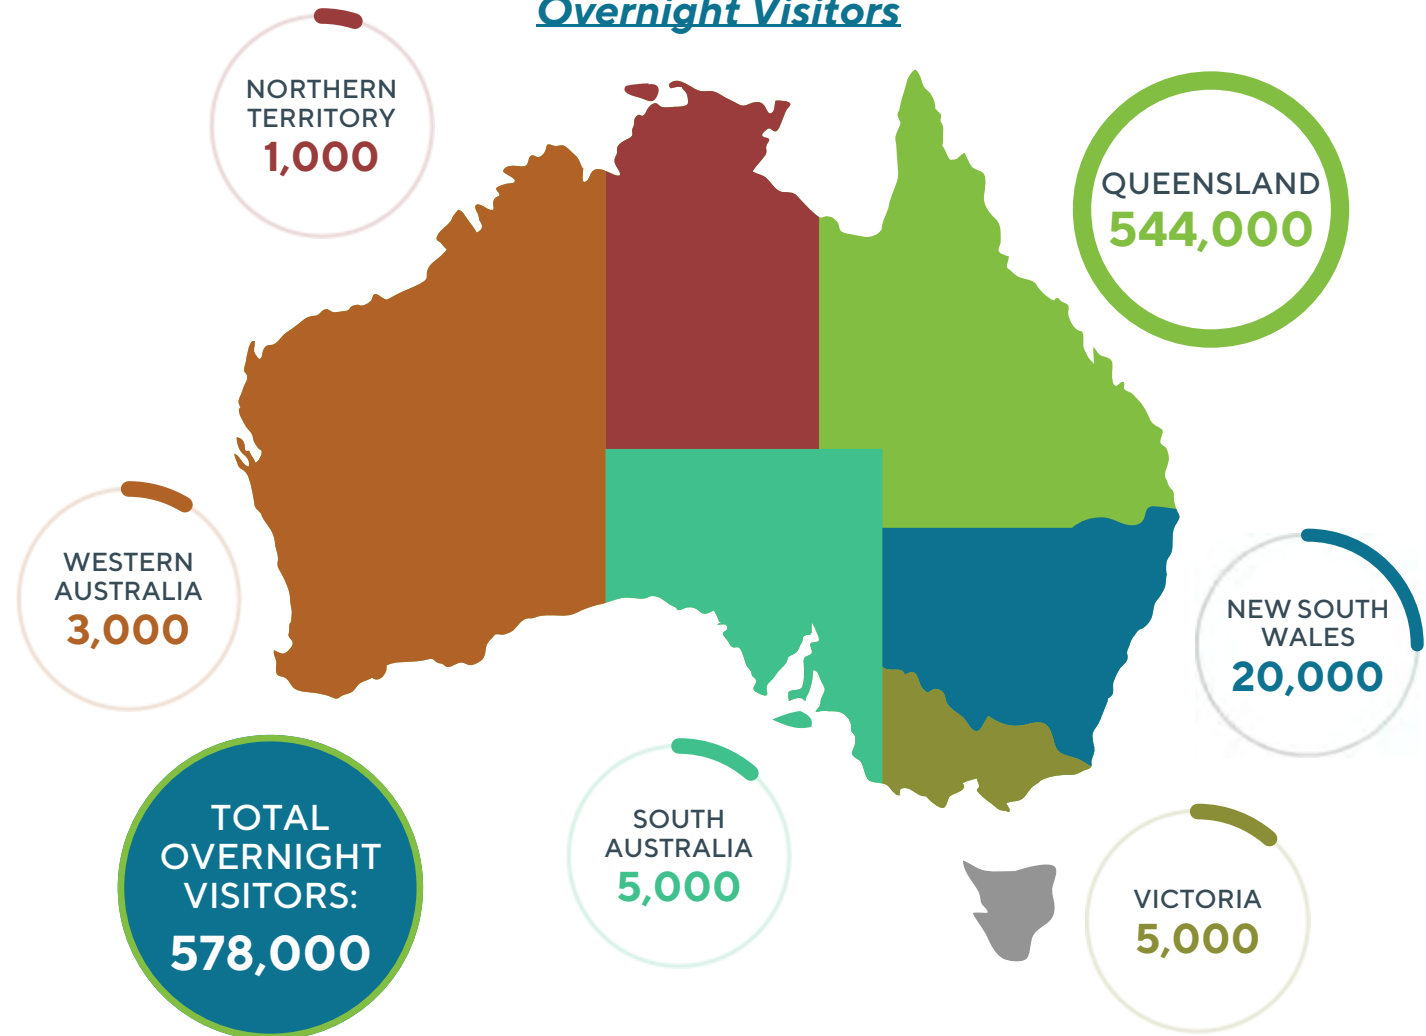 Overnight Visitors
NORTHERN
TERRITORY
1,000
QUEENSLAND
544,000
WESTERN
AUSTRALIA
3,000
NEW SOUTH
WALES
20,000
TOTAL
OVERNIGHT
VISITORS:
578,000
SOUTH
AUSTRALIA
5,000
VICTORIA
5,000